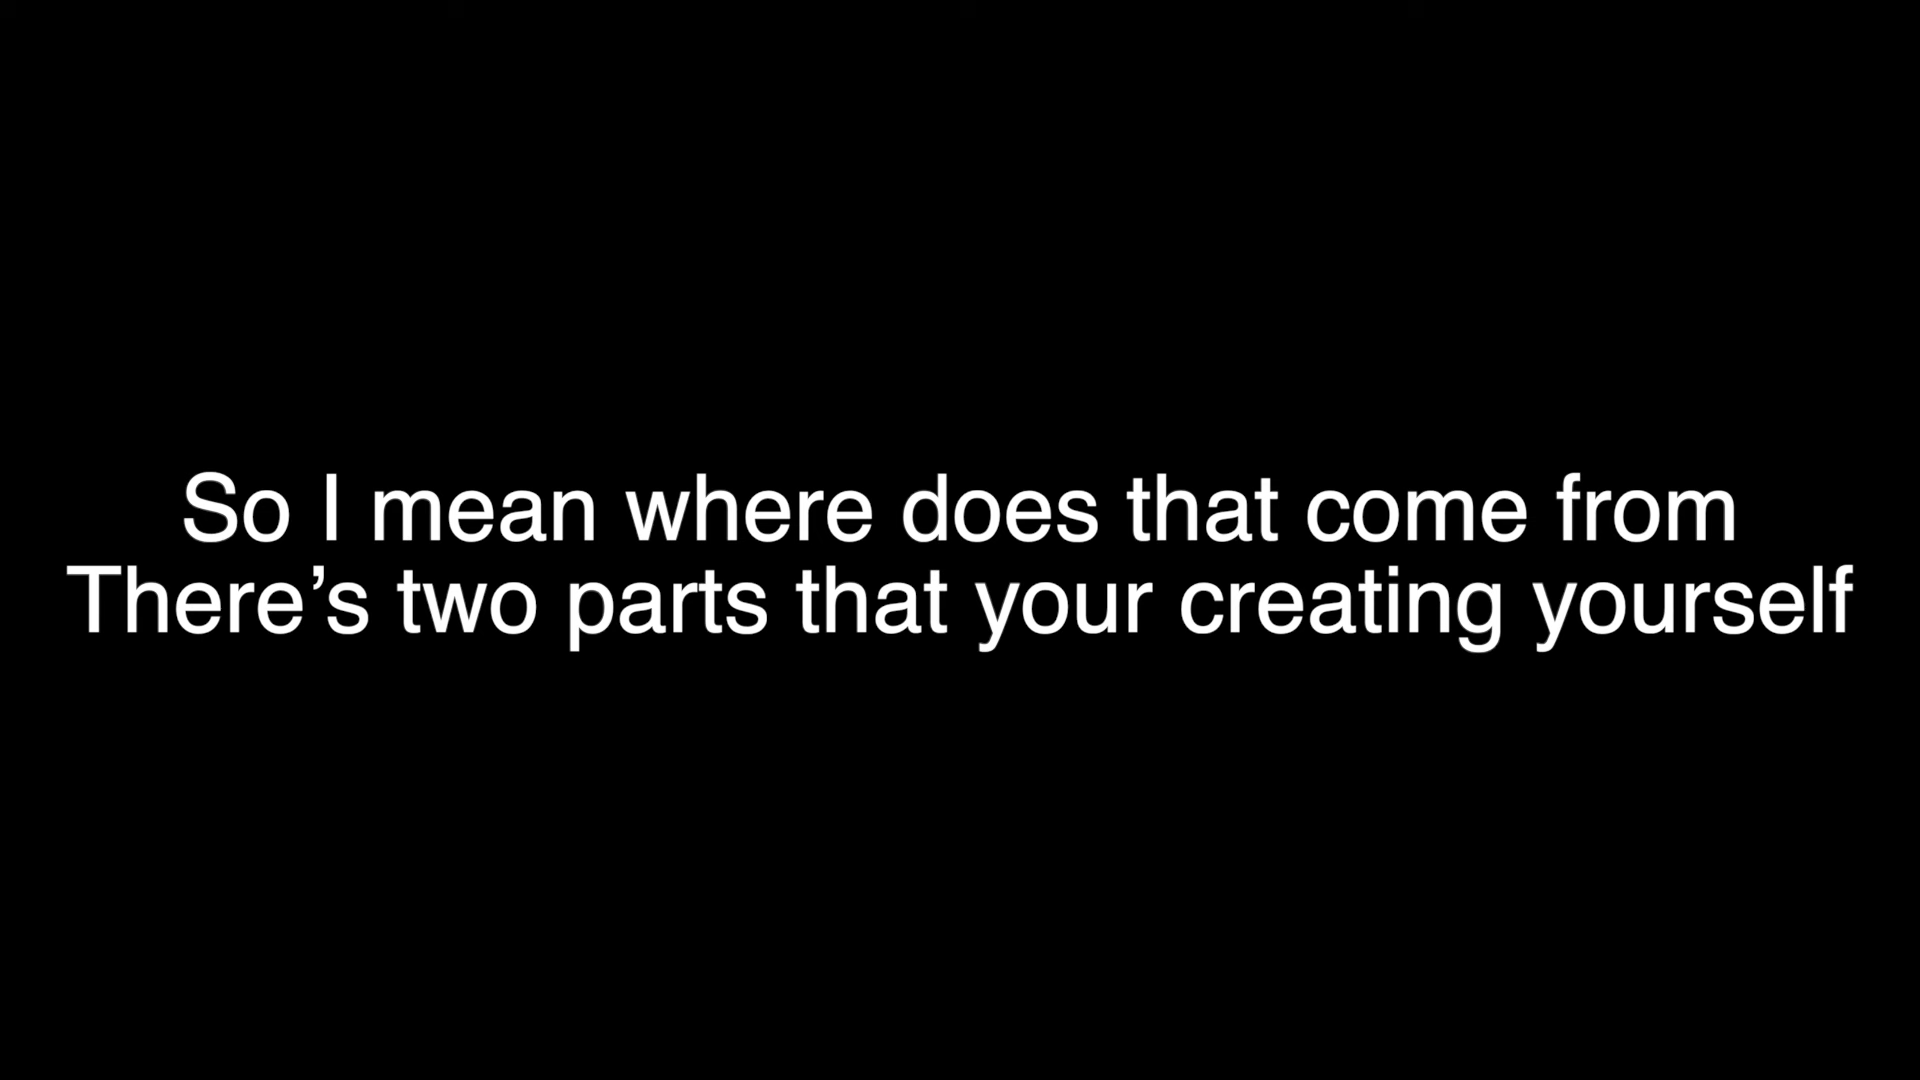 So I mean where does that come from
There’s two parts that your creating yourself